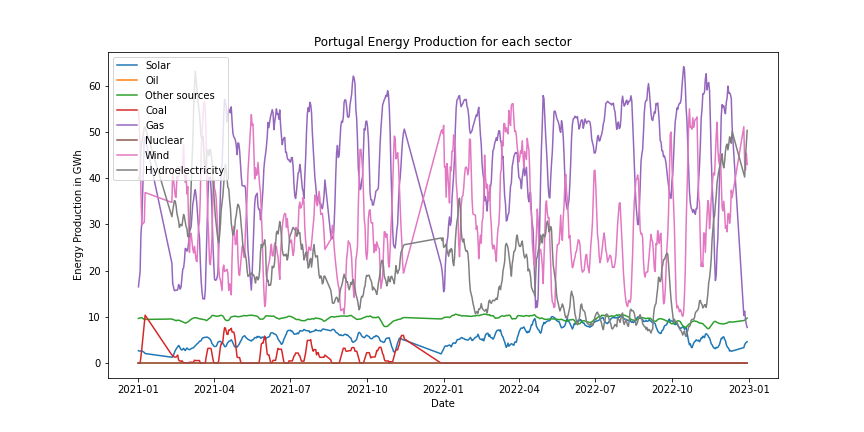 Portugal Energy Production for each sector
Solar
Oil
Other sources
Coal
Gas
Nuclear
Wind
Hydroelectricity
Energy Production in GWh
60
50
40
30
20
10
0
2021-01
2021-04
2021-07
2021-10
2022-01
2022-04
2022-07
2022-10
2023-01
Date